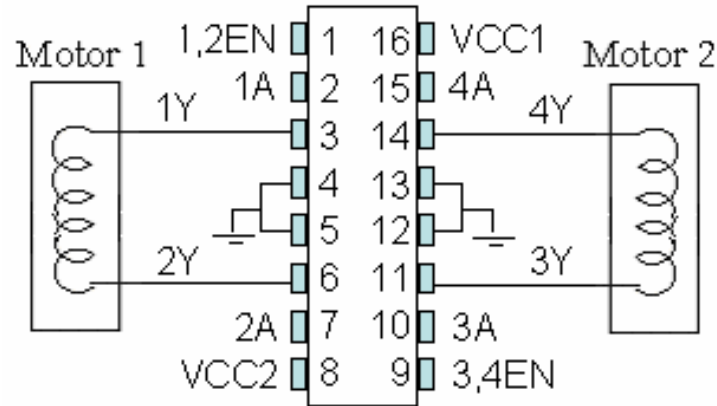 1,2EN 1 16 VCC1
Motor 1 Motor 2
1A 2 15 4A
1Y 4Y
3 14
4 13
5 12
2Y 3Y
6 11
2A 7 10 3A
VCC2 8 9 3,4EN